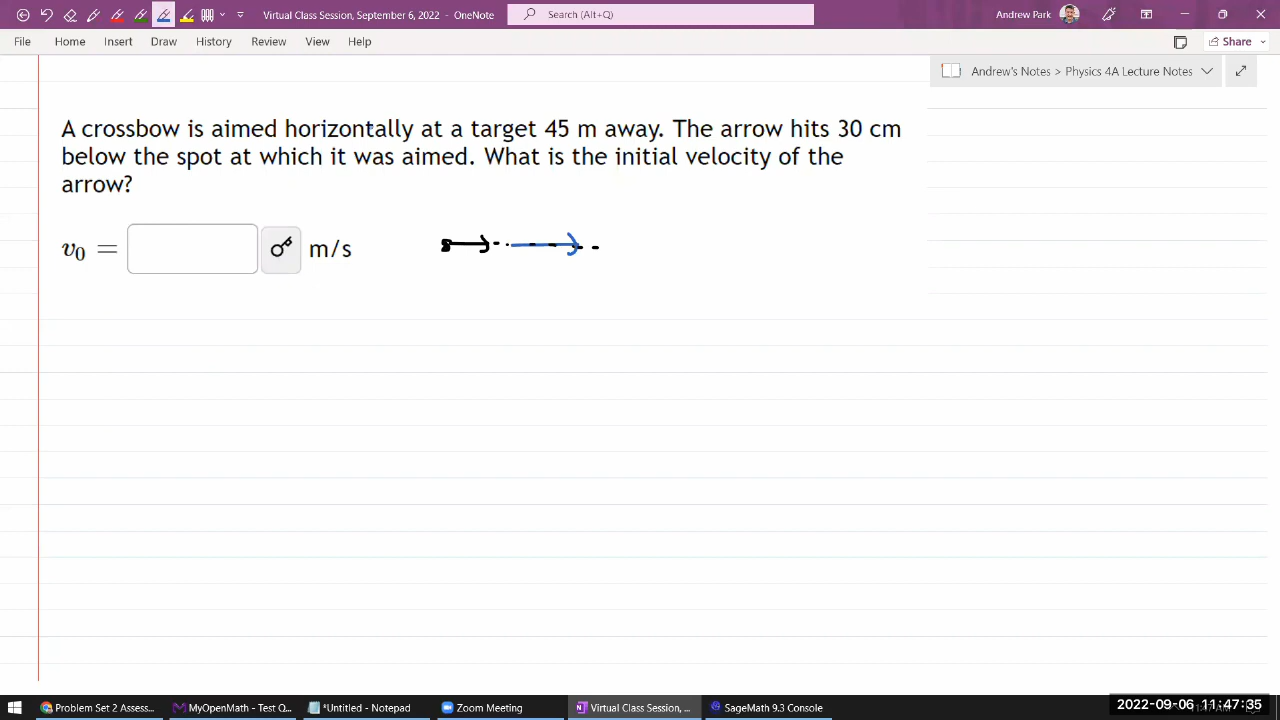 Virtual Class Session, September 6, 2022 - OneNote
Search (Alt+Q)
Andrew Park
File Home Insert Draw History Review View Help
Share
Andrew's Notes > Physics 4A Lecture Notes
A crossbow is aimed horizontally at a target 45 m away. The arrow hits 30 cm
below the spot at which it was aimed. What is the initial velocity of the
arrow?
v₀ = m/s
Problem Set 2 Assess...
MyOpenMath - Test Q...
*Untitled - Notepad
Zoom Meeting
Virtual Class Session, ...
SageMath 9.3 Console
2022-09-06 11:47:35